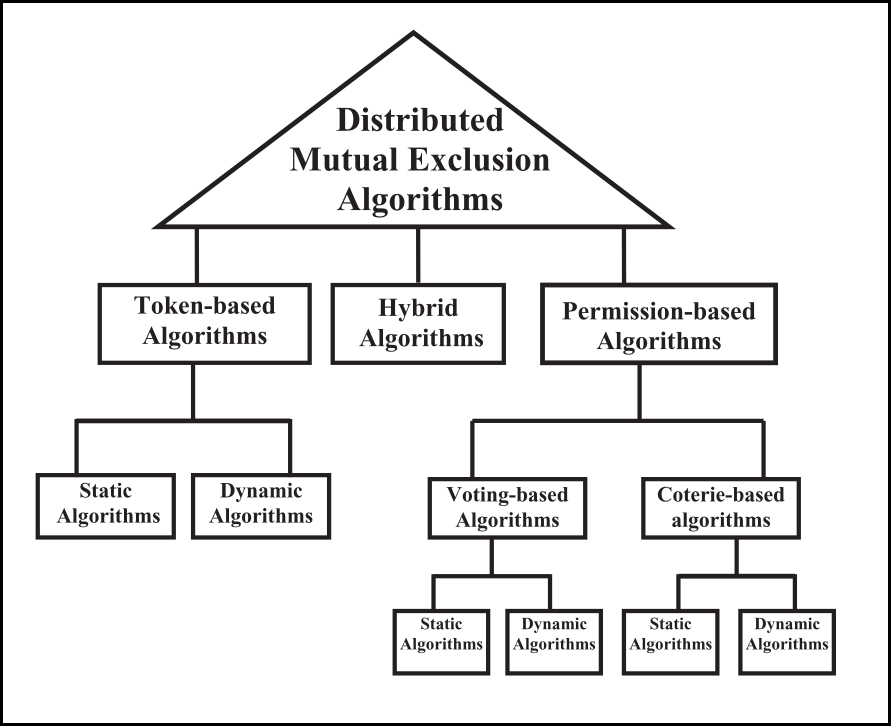 Distributed
Mutual Exclusion
Algorithms
Token-based
Algorithms
Hybrid
Algorithms
Permission-based
Algorithms
Static
Algorithms
Dynamic
Algorithms
Voting-based
Algorithms
Coterie-based
algorithms
Static
Algorithms
Dynamic
Algorithms
Static
Algorithms
Dynamic
Algorithms